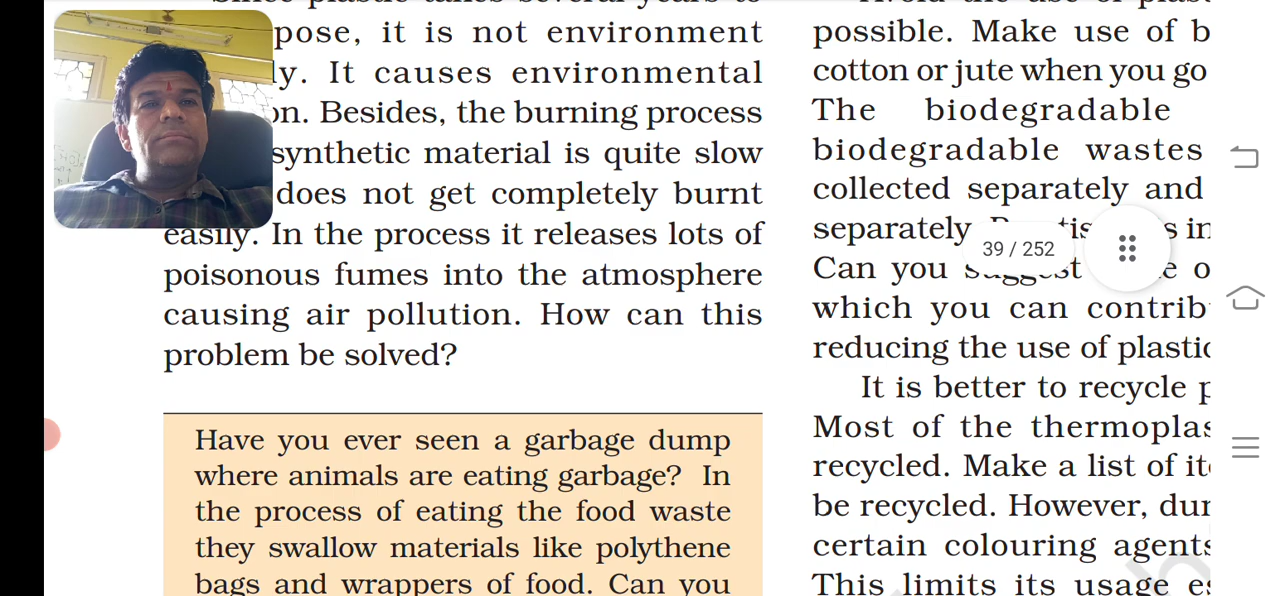 pose, it is not environment
ly. It causes environmental
on. Besides, the burning process
synthetic material is quite slow
does not get completely burnt
easily. In the process it releases lots of
poisonous fumes into the atmosphere
causing air pollution. How can this
problem be solved?
Have you ever seen a garbage dump
where animals are eating garbage? In
the process of eating the food waste
they swallow materials like polythene
bags and wrappers of food. Can you
possible. Make use of b
cotton or jute when you go
The biodegradable
biodegradable wastes
collected separately and
separately.
39 / 252
Can you suggest
which you can contrib
reducing the use of plastic
It is better to recycle p
Most of the thermoplas
recycled. Make a list of ite
be recycled. However, dur
certain colouring agents
This limits its usage es